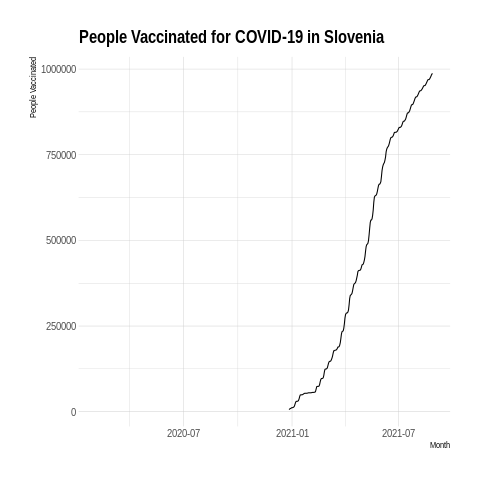 People Vaccinated for COVID-19 in Slovenia
People Vaccinated
1000000
750000
500000
250000
0
2020-07
2021-01
2021-07
Month